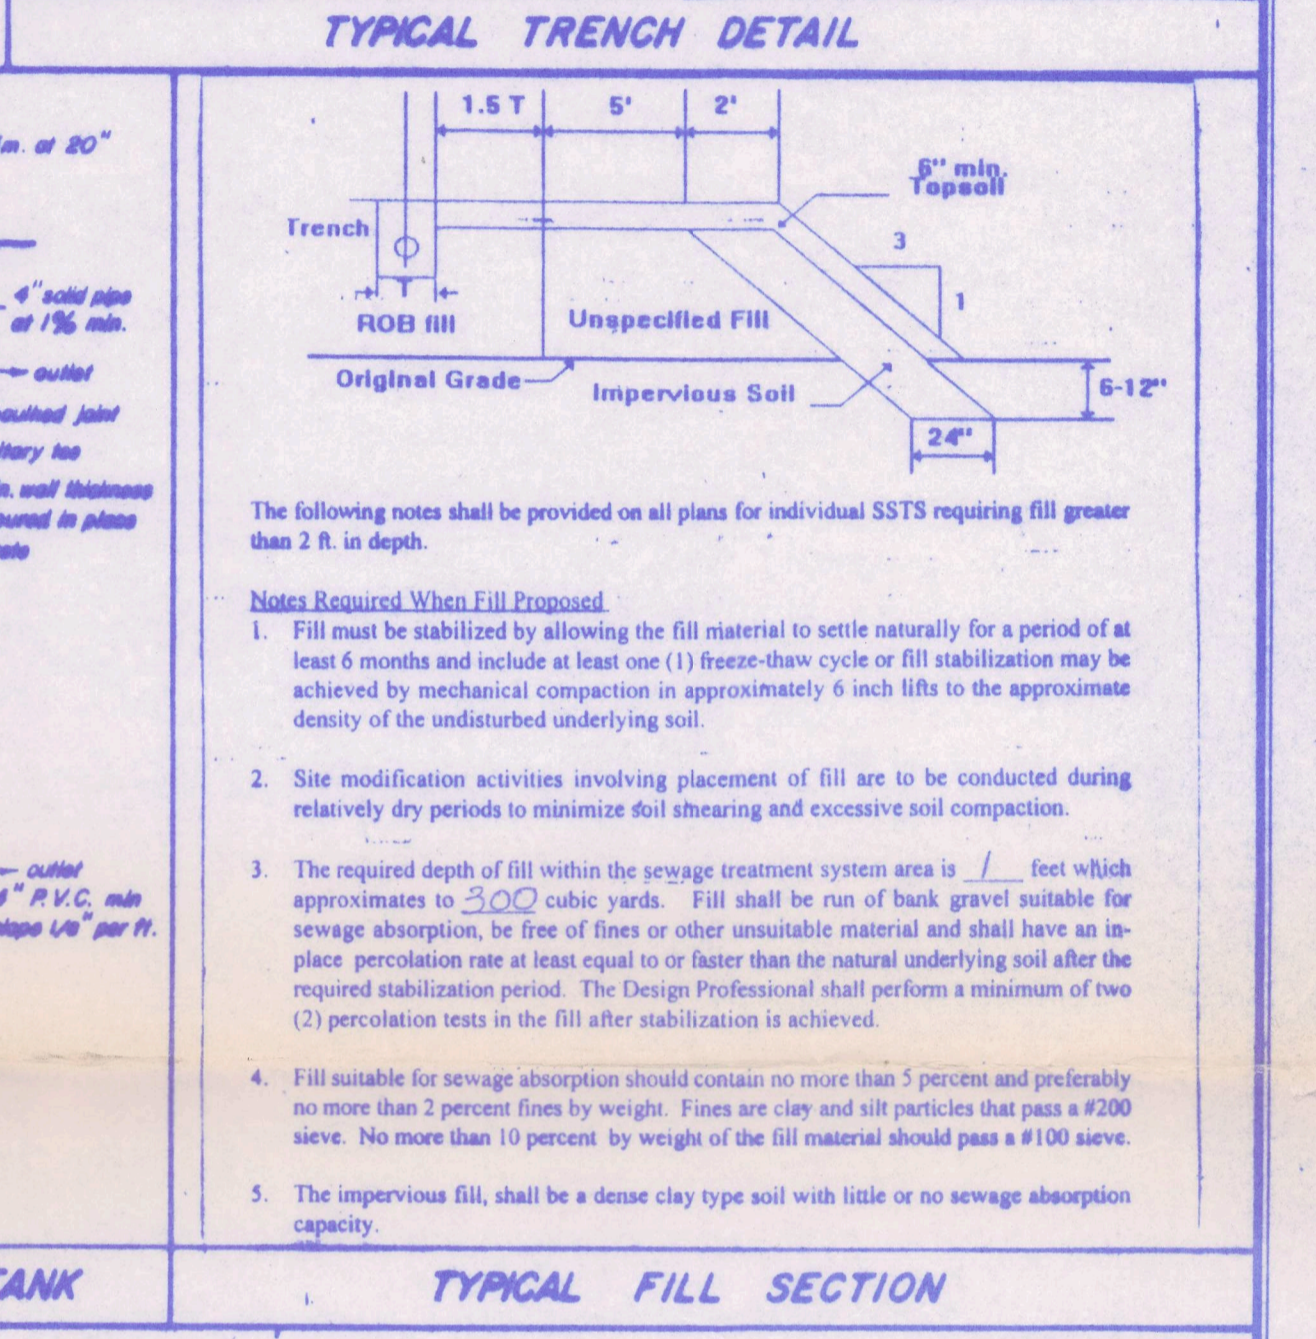 TYPICAL TRENCH DETAIL
m. at 20"
4" solid pipe
at 1% min.
outlet
joint
tee
wall thickness
in place
outlet
P.V.C. min
per ft.
1.5 T
5'
2'
6" min.
Topsoil
Trench
3
1
T
ROB fill
Unspecified Fill
Original Grade
Impervious Soil
6-12"
24"
The following notes shall be provided on all plans for individual SSTS requiring fill greater
than 2 ft. in depth.
Notes Required When Fill Proposed
1. Fill must be stabilized by allowing the fill material to settle naturally for a period of at
least 6 months and include at least one (1) freeze-thaw cycle or fill stabilization may be
achieved by mechanical compaction in approximately 6 inch lifts to the approximate
density of the undisturbed underlying soil.
2. Site modification activities involving placement of fill are to be conducted during
relatively dry periods to minimize soil smearing and excessive soil compaction.
3. The required depth of fill within the sewage treatment system area is 1 feet which
approximates to 300 cubic yards. Fill shall be run of bank gravel suitable for
sewage absorption, be free of fines or other unsuitable material and shall have an in-
place percolation rate at least equal to or faster than the natural underlying soil after the
required stabilization period. The Design Professional shall perform a minimum of two
(2) percolation tests in the fill after stabilization is achieved.
4. Fill suitable for sewage absorption should contain no more than 5 percent and preferably
no more than 2 percent fines by weight. Fines are clay and silt particles that pass a #200
sieve. No more than 10 percent by weight of the fill material should pass a #100 sieve.
5. The impervious fill, shall be a dense clay type soil with little or no sewage absorption
capacity.
TANK
TYPICAL FILL SECTION